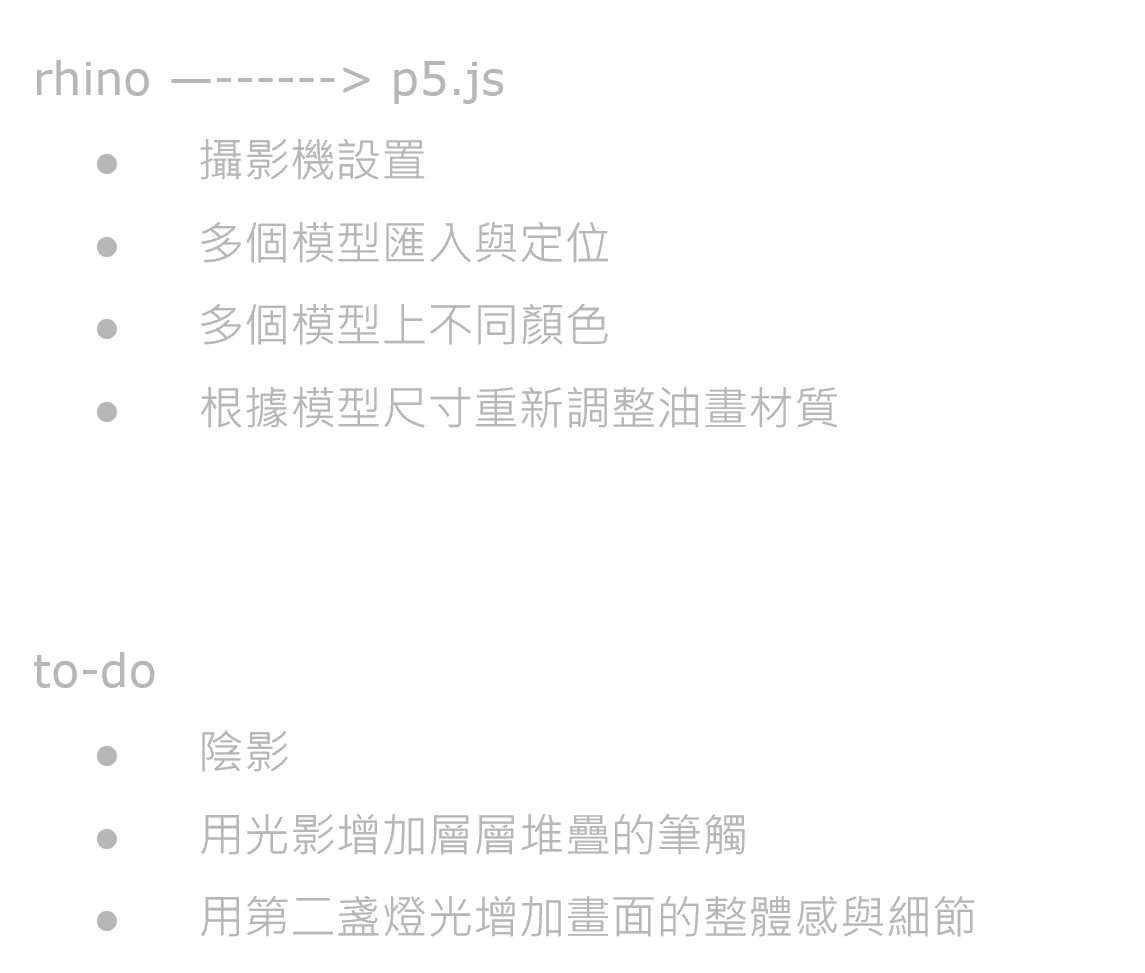 rhino —------> p5.js
● 攝影機設置
● 多個模型匯入與定位
● 多個模型上不同顏色
● 根據模型尺寸重新調整油畫材質
to-do
● 陰影
● 用光影增加層層堆疊的筆觸
● 用第二盞燈光增加畫面的整體感與細節